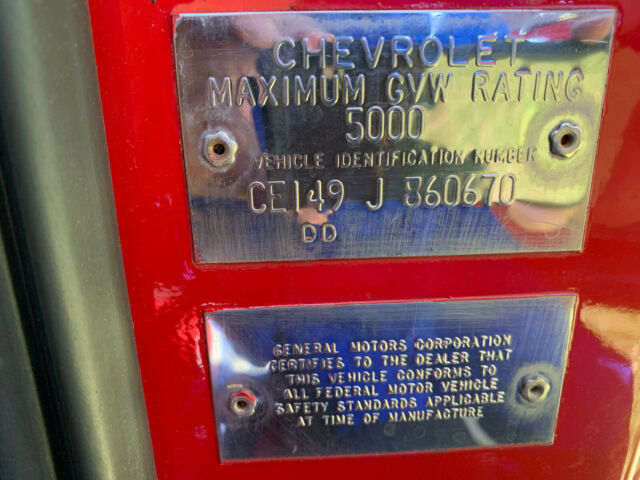 CHEVROLET
MAXIMUM GVW RATING
5000
VEHICLE IDENTIFICATION NUMBER
CE149 J 860670
DD
GENERAL MOTORS CORPORATION
CERTIFIES TO THE DEALER THAT
THIS VEHICLE CONFORMS TO
ALL FEDERAL MOTOR VEHICLE
SAFETY STANDARDS APPLICABLE
AT TIME OF MANUFACTURE